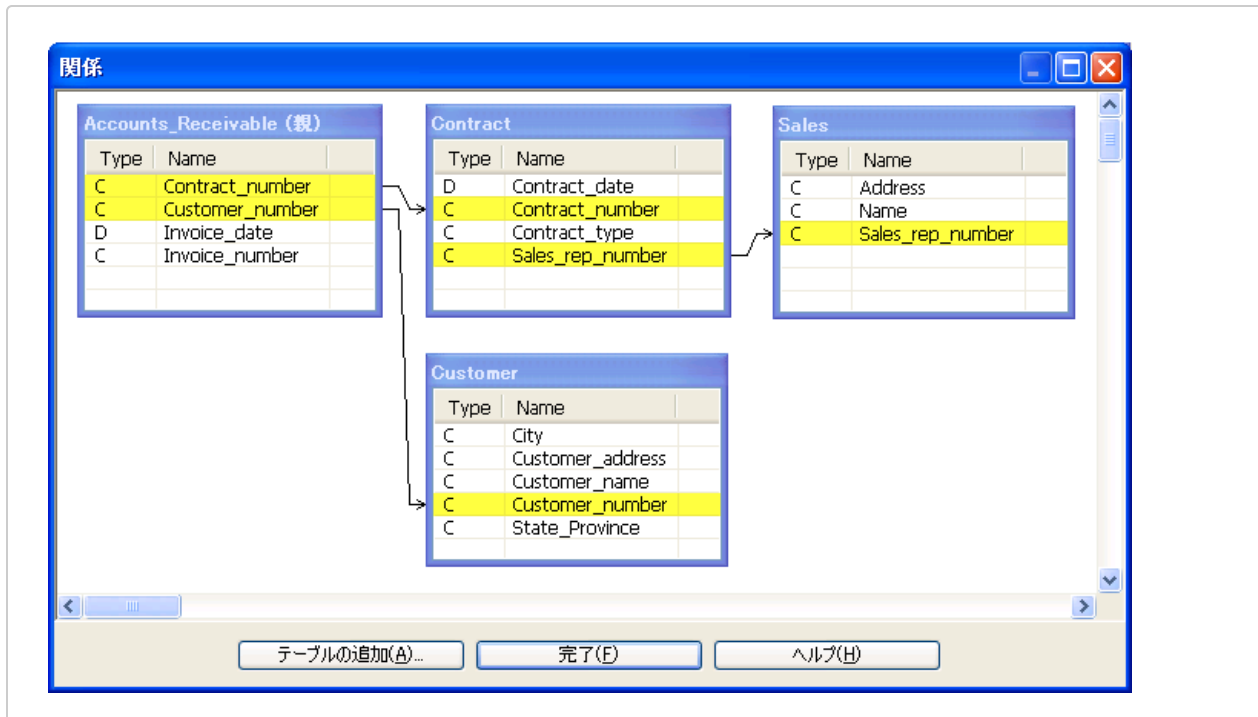 関係
Accounts_Receivable (親)
Type Name
C Contract_number
C Customer_number
D Invoice_date
C Invoice_number
Contract
Type Name
D Contract_date
C Contract_number
C Contract_type
C Sales_rep_number
Sales
Type Name
C Address
C Name
C Sales_rep_number
Customer
Type Name
C City
C Customer_address
C Customer_name
C Customer_number
C State_Province
テーブルの追加(A)...
完了(F)
ヘルプ(H)